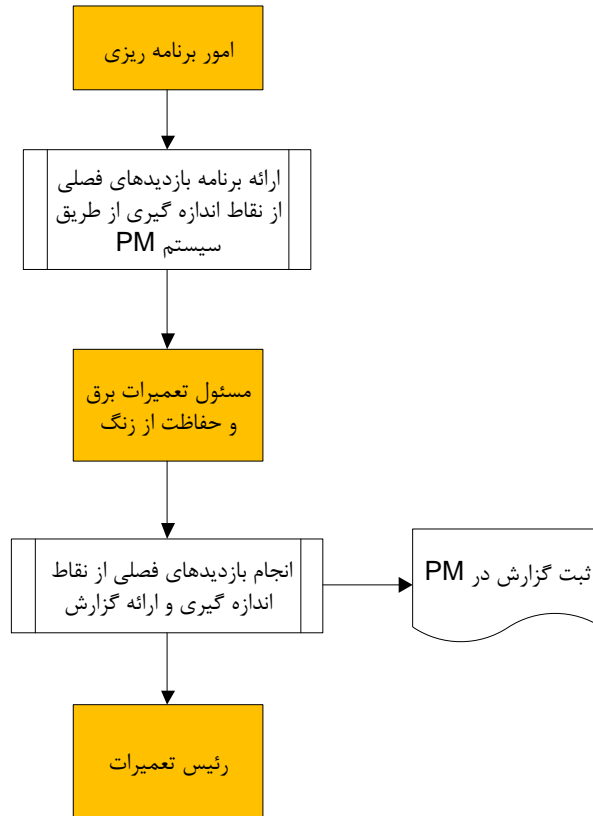 امور برنامه ریزی
ارائه برنامه بازدیدهای فصلی
از نقاط اندازه گیری از طریق
سیستم PM
مسئول تعمیرات برق
و حفاظت از زنگ
انجام بازدیدهای فصلی از نقاط
اندازه گیری و ارائه گزارش
ثبت گزارش در PM
رئیس تعمیرات